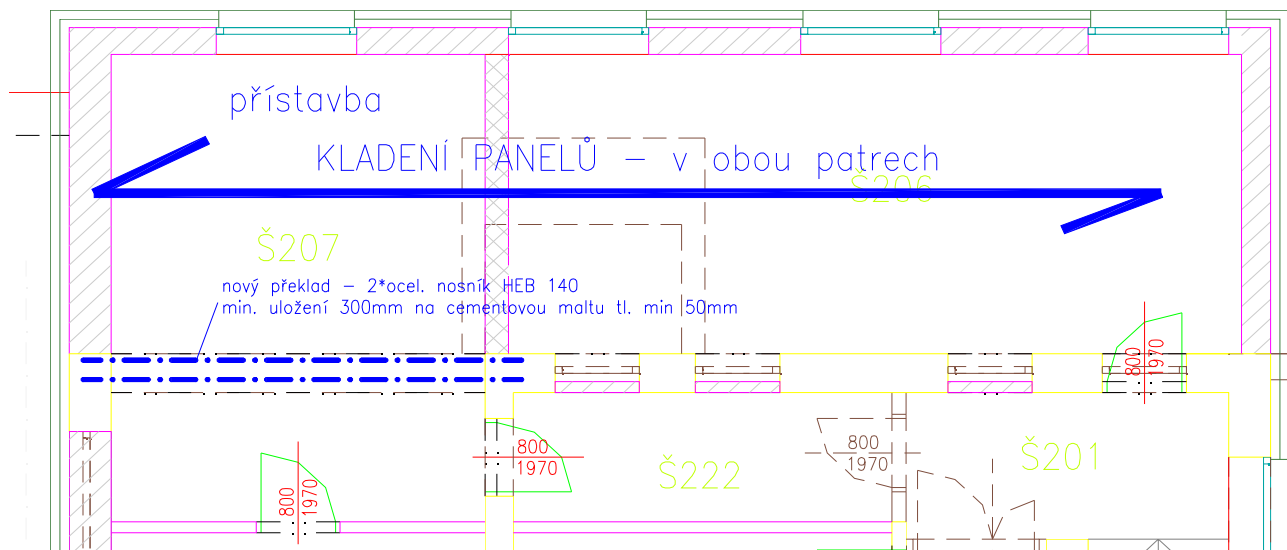 přístavba
KLADENÍ PANELŮ – v obou patrech
Š206
Š207
nový překlad – 2*ocel. nosník HEB 140
min. uložení 300mm na cementovou maltu tl. min 50mm
800
1970
800
1970
800
1970
Š201
Š222
800
1970